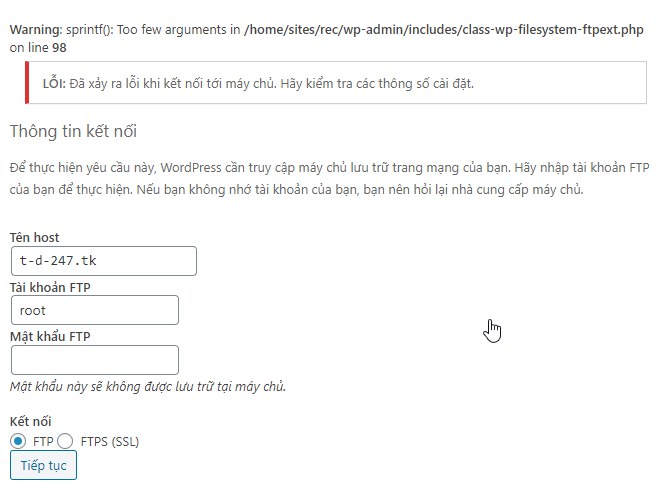 Warning: sprintf(): Too few arguments in /home/sites/rec/wp-admin/includes/class-wp-filesystem-ftpext.php
on line 98
LỖI: Đã xảy ra lỗi khi kết nối tới máy chủ. Hãy kiểm tra các thông số cài đặt.
Thông tin kết nối
Để thực hiện yêu cầu này, WordPress cần truy cập máy chủ lưu trữ trang mạng của bạn. Hãy nhập tài khoản FTP
của bạn để thực hiện. Nếu bạn không nhớ tài khoản của bạn, bạn nên hỏi lại nhà cung cấp máy chủ.
Tên host
t-d-247.tk
Tài khoản FTP
root
Mật khẩu FTP
Mật khẩu này sẽ không được lưu trữ tại máy chủ.
Kết nối
FTP FTPS (SSL)
Tiếp tục